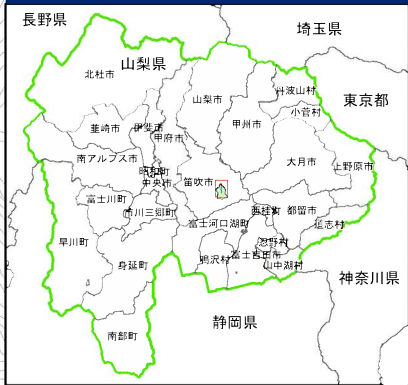 長野県
埼玉県
山梨県
北杜市
丹波山村
山梨市
東京都
小菅村
韮崎市
甲斐市
甲府市
甲州市
南アルプス市
大月市
上野原市
昭和町
中央市
笛吹市
富士川町
市川三郷町
西桂町
都留市
道志村
富士河口湖町
早川町
忍野村
身延町
鳴沢村
富士吉田市
山中湖村
神奈川県
南部町
静岡県